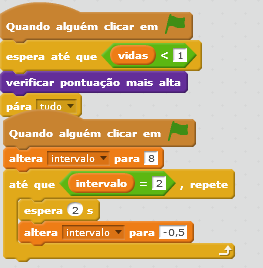 Quando alguém clicar em
espera até que vidas < 1
verificar pontuação mais alta
pára tudo
Quando alguém clicar em
altera intervalo para 8
até que intervalo = 2 , repete
espera 2 s
altera intervalo para -0,5